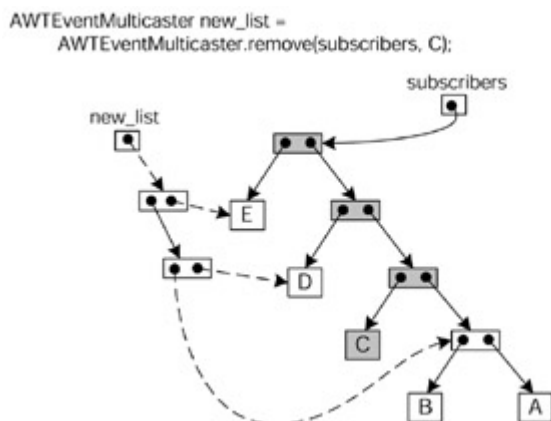 AWTEventMulticaster new_list =
AWTEventMulticaster.remove(subscribers, C);
subscribers
new_list
E
D
C
B
A